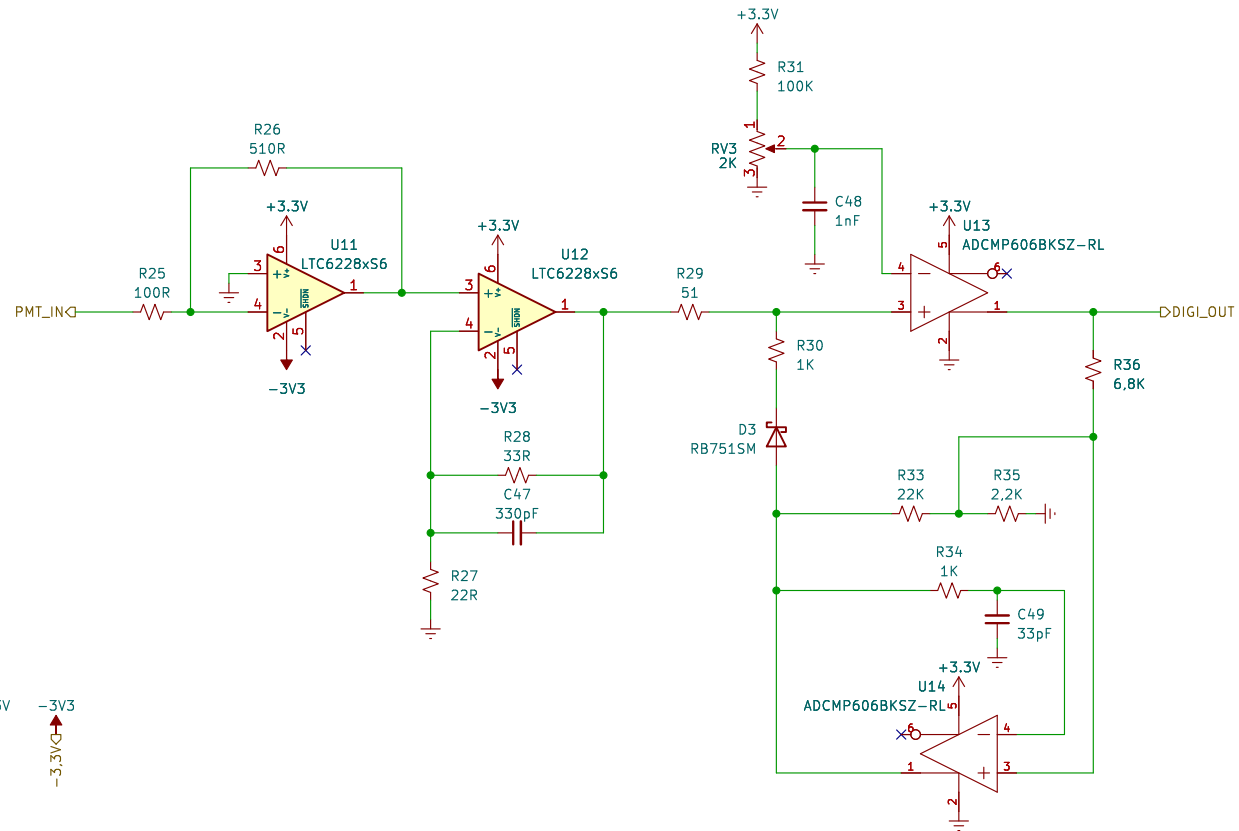 +3.3V
R31
100K
1
RV3
2K
2
3
C48
1nF
R26
510R
+3.3V
6
U11
LTC6228xS6
3
+
V+
1
SHDN
4
V-
2
5
-3V3
R25
100R
PMT_IN
+3.3V
6
U12
LTC6228xS6
3
+
V+
1
SHDN
4
V-
2
5
-3V3
R28
33R
C47
330pF
R27
22R
R29
51
+3.3V
5
U13
ADCMP606BKSZ-RL
4
−
6
3
+
1
2
DIGI_OUT
R30
1K
R36
6,8K
D3
RB751SM
R33
22K
R35
2,2K
R34
1K
C49
33pF
+3.3V
U14
5
ADCMP606BKSZ-RL
6
−
4
1
+
3
2
V
-3V3
-3,3V